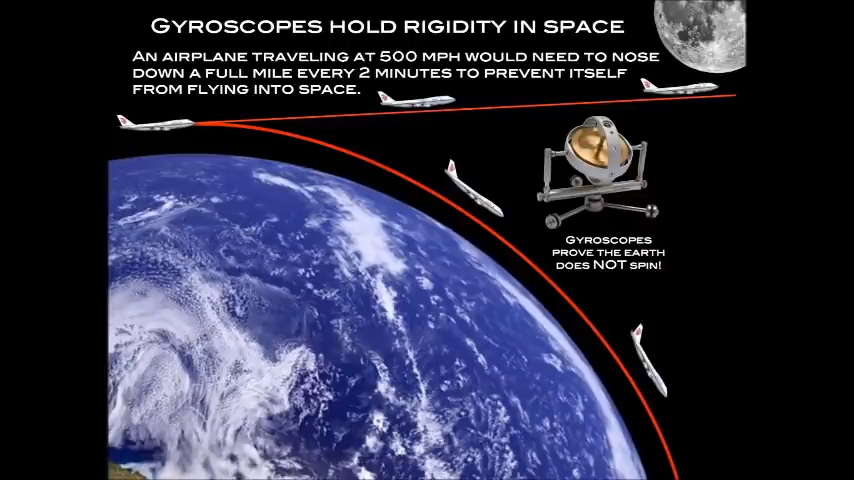 Gyroscopes hold rigidity in space
An airplane traveling at 500 mph would need to nose
down a full mile every 2 minutes to prevent itself
from flying into space.
Gyroscopes
prove the earth
does NOT spin!